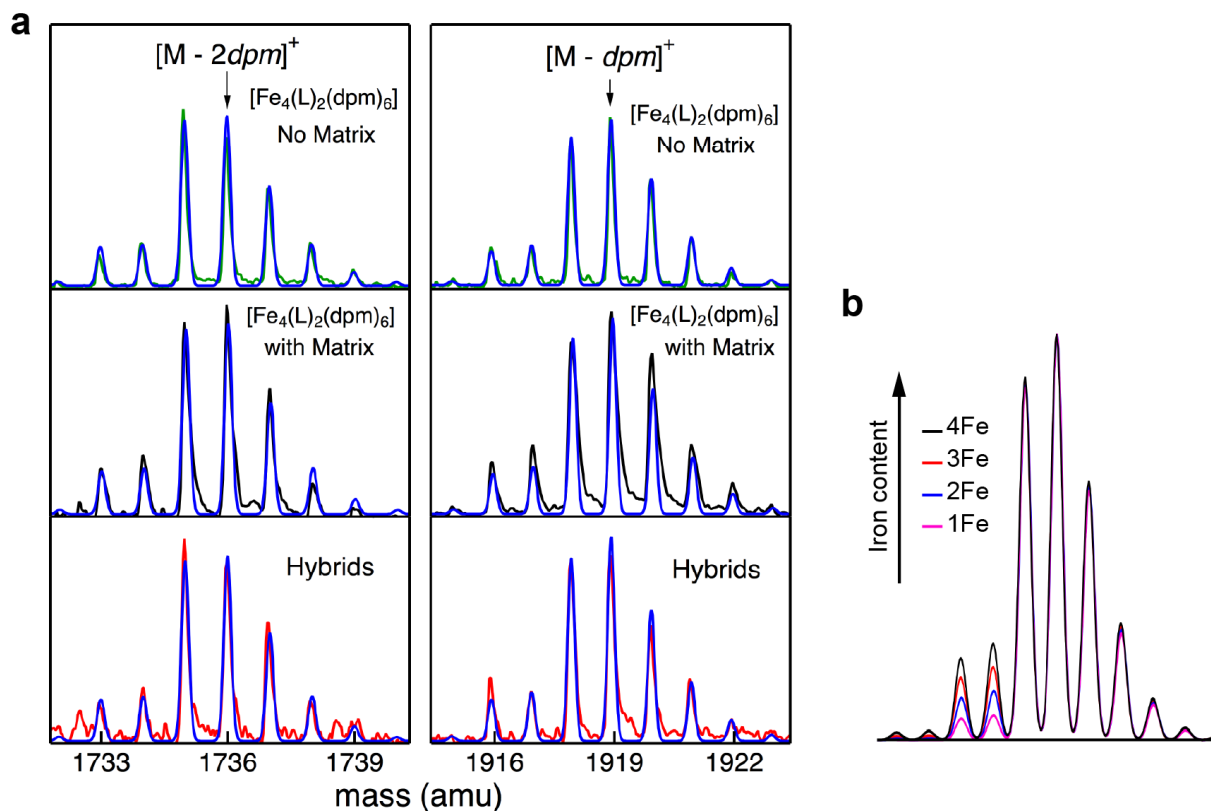 a
[M - 2dpm]+
[Fe4(L)2(dpm)6]
No Matrix
[M - dpm]+
[Fe4(L)2(dpm)6]
No Matrix
[Fe4(L)2(dpm)6]
with Matrix
[Fe4(L)2(dpm)6]
with Matrix
Hybrids
Hybrids
1733 1736 1739 1916 1919 1922
mass (amu)
b
Iron content
4Fe
3Fe
2Fe
1Fe